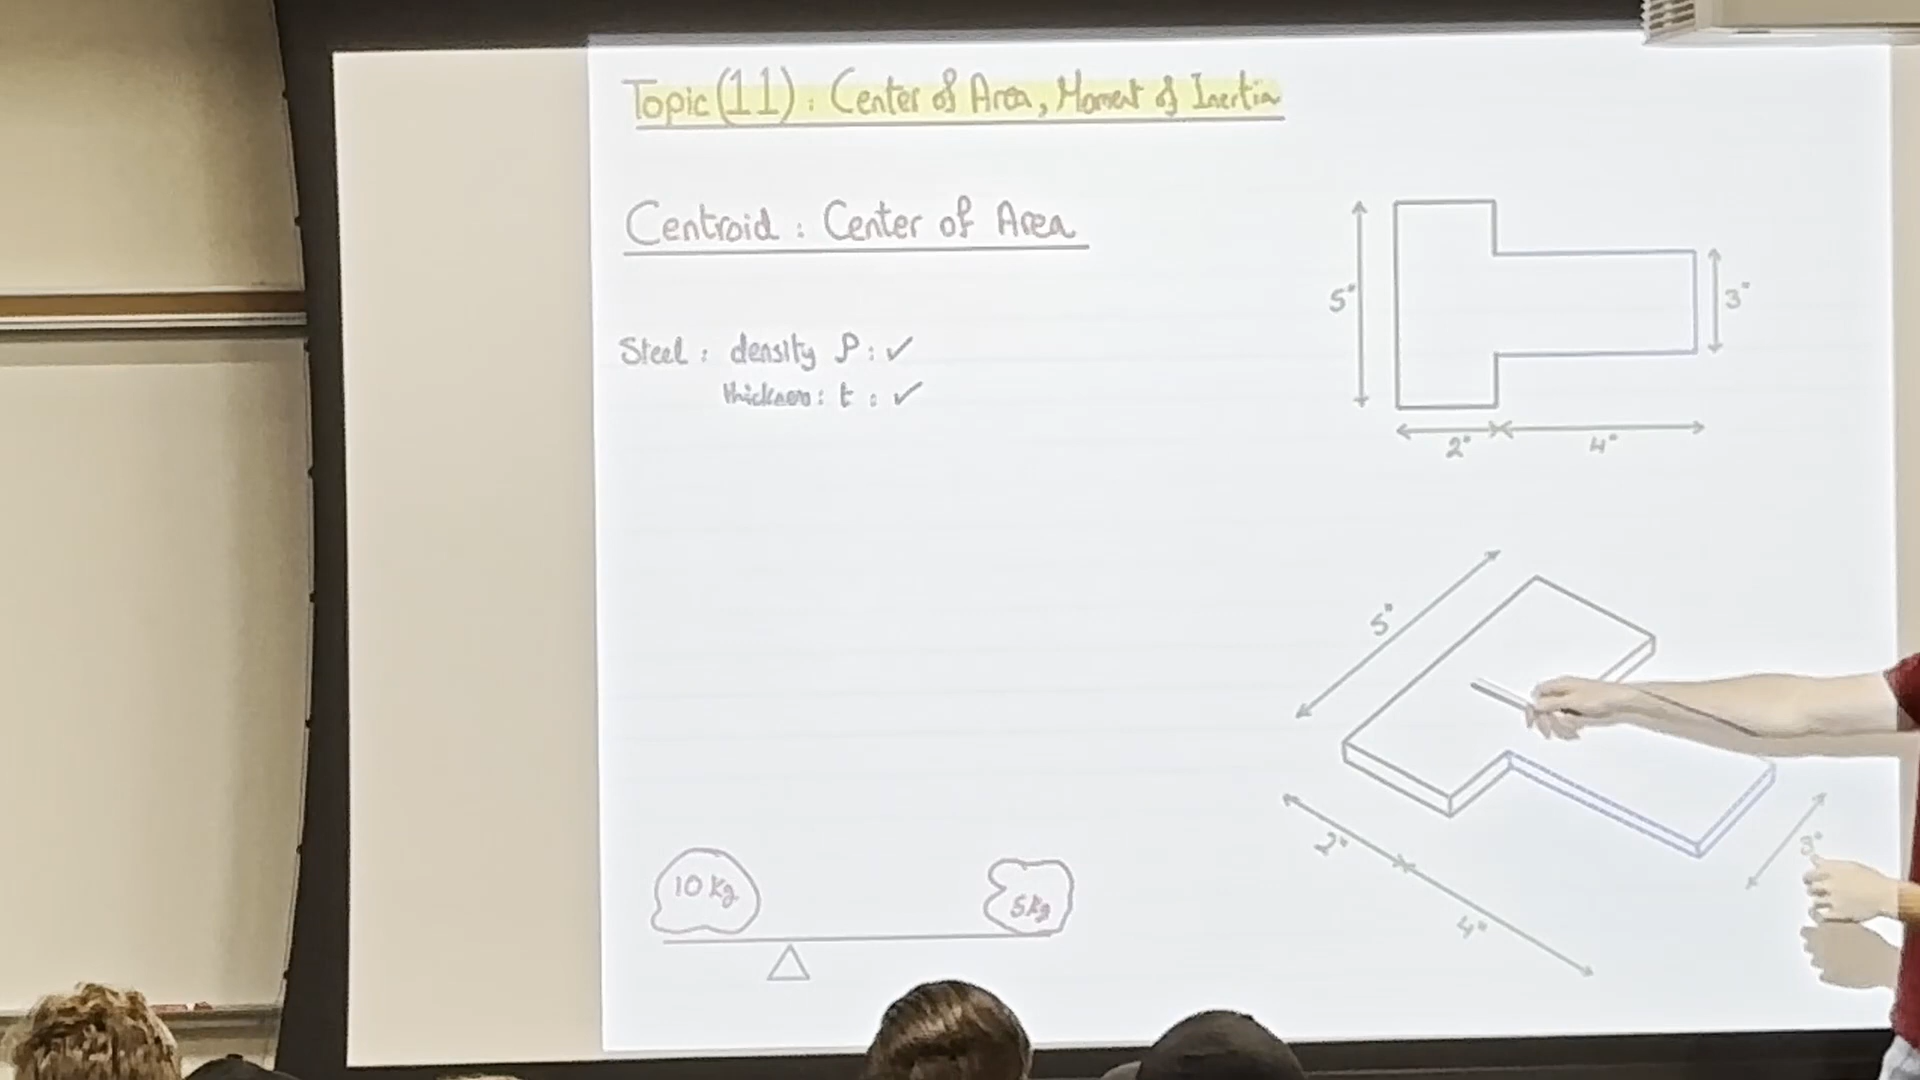 Topic (11) : Center of Area, Moment of Inertia
Centroid : Center of Area
Steel : density ρ : ✓
thickness : t : ✓
5"
3"
2" 4"
5"
2"
4"
3"
10 kg
5 kg